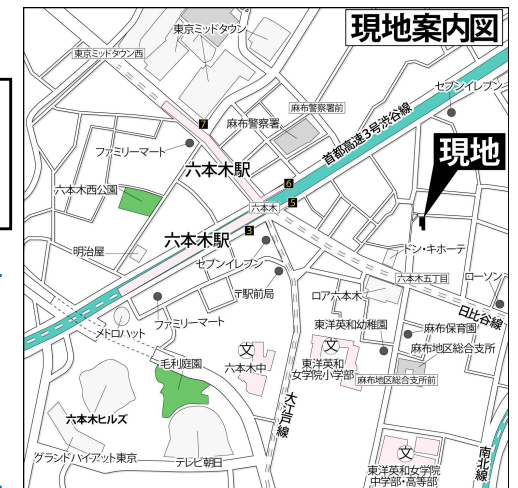 現地案内図
東京ミッドタウン
東京ミッドタウン西
セブンイレブン
麻布警察署前
7
麻布警察署
首都高速3号渋谷線
ファミリーマート
六本木駅
現地
6
六本木西公園
5
六本木
3
六本木駅
明治屋
セブンイレブン
ドン・キホーテ
六本木五丁目
ローソン
〒駅前局
ロア六本木
日比谷線
ファミリーマート
メトロハット
東洋英和幼稚園
麻布保育園
麻布地区総合支所
文
六本木中
文
東洋英和
女学院小学部
麻布地区総合支所前
毛利庭園
大江戸線
六本木ヒルズ
グランドハイアット東京
テレビ朝日
文
東洋英和女学院
中学部・高等部
南北線